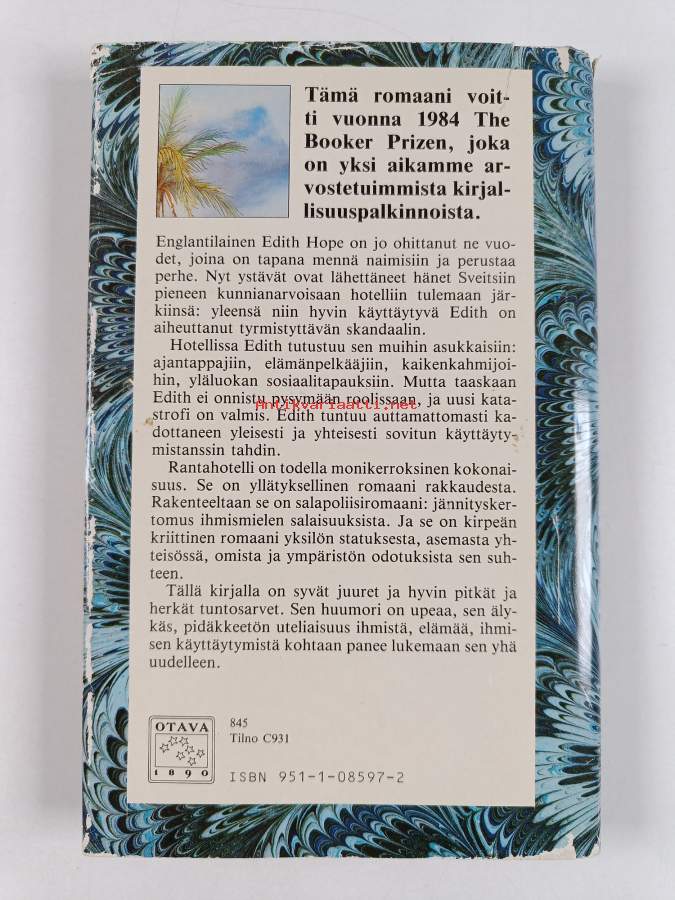 Tämä romaani voit-
ti vuonna 1984 The
Booker Prizen, joka
on yksi aikamme ar-
vostetuimmista kirjal-
lisuuspalkinnoista.
Englantilainen Edith Hope on jo ohittanut ne vuo-
det, joina on tapana mennä naimisiin ja perustaa
perhe. Nyt ystävät ovat lähettäneet hänet Sveitsiin
pieneen kunnianarvoisaan hotelliin tulemaan jär-
kiinsä: yleensä niin hyvin käyttäytyvä Edith on
aiheuttanut tyrmistyttävän skandaalin.
Hotellissa Edith tutustuu sen muihin asukkaisiin:
ajantappajiin, elämänpelkääjiin, kaikenkahmijoi-
hin, yläluokan sosiaalitapauksiin. Mutta taaskaan
Edith ei onnistu pysymään roolissaan, ja uusi kata-
Antikvariaatti.net
strofi on valmis. Edith tuntuu auttamattomasti ka-
dottaneen yleisesti ja yhteisesti sovitun käyttäyty-
mistanssin tahdin.
Rantahotelli on todella monikerroksinen kokonai-
suus. Se on yllätyksellinen romaani rakkaudesta.
Rakenteeltaan se on salapoliisiromaani: jännitysker-
tomus ihmismielen salaisuuksista. Ja se on kirpeän
kriittinen romaani yksilön statuksesta, asemasta yh-
teisössä, omista ja ympäristön odotuksista sen suh-
teen.
Tällä kirjalla on syvät juuret ja hyvin pitkät ja
herkät tuntosarvet. Sen huumori on upeaa, sen äly-
käs, pidäkkeetön uteliaisuus ihmistä, elämää, ihmi-
sen käyttäytymistä kohtaan panee lukemaan sen yhä
uudelleen.
OTAVA
1890
845
Tilno C931
ISBN 951-1-08597-2